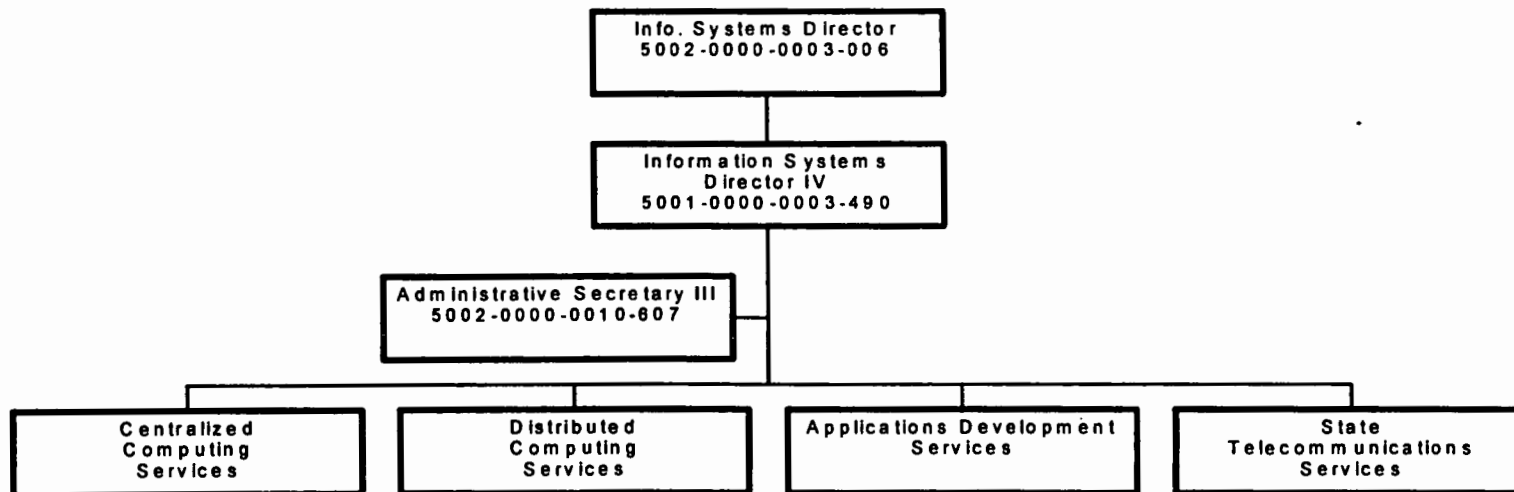 Info. Systems Director
5002-0000-0003-006
Information Systems
Director IV
5001-0000-0003-490
Administrative Secretary III
5002-0000-0010-607
Centralized
Computing
Services
Distributed
Computing
Services
Applications Development
Services
State
Telecommunications
Services